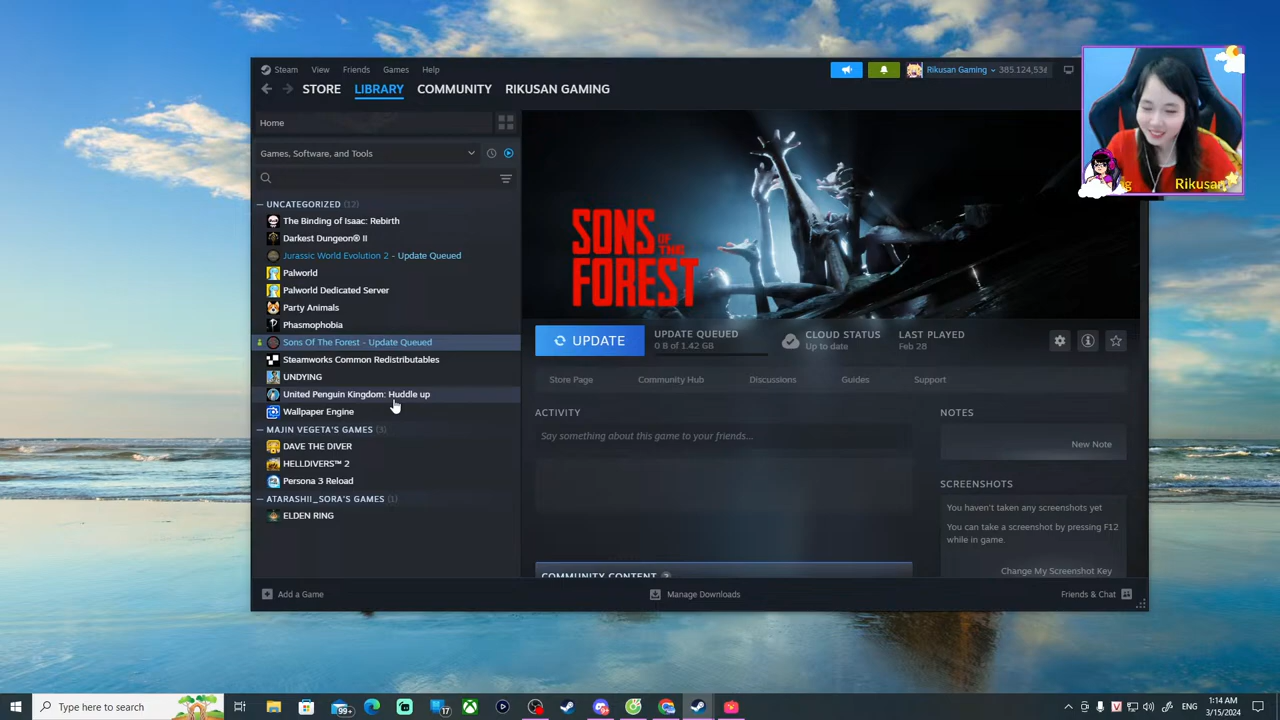 Steam View Friends Games Help
Rikusan Gaming
STORE LIBRARY COMMUNITY RIKUSAN GAMING
Home
Games, Software, and Tools
UNCATEGORIZED (12)
The Binding of Isaac: Rebirth
Darkest Dungeon® II
Jurassic World Evolution 2 - Update Queued
Palworld
Palworld Dedicated Server
Party Animals
Phasmophobia
Sons Of The Forest - Update Queued
Steamworks Common Redistributables
UNDYING
United Penguin Kingdom: Huddle up
Wallpaper Engine
MAJIN VEGETA'S GAMES (3)
DAVE THE DIVER
HELLDIVERS™ 2
Persona 3 Reload
ATARASHII_SORA'S GAMES (1)
ELDEN RING
Add a Game
SONS
OF THE
FOREST
UPDATE
UPDATE QUEUED
0 B of 1.42 GB
CLOUD STATUS
Up to date
LAST PLAYED
Feb 28
Store Page Community Hub Discussions Guides Support
ACTIVITY
Say something about this game to your friends...
COMMUNITY CONTENT
NOTES
New Note
SCREENSHOTS
You haven't taken any screenshots yet
You can take a screenshot by pressing F12
while in game.
Change My Screenshot Key
Manage Downloads
Friends & Chat
Rikusan
Type here to search
99+
17
ENG
1:14 AM
3/15/2024